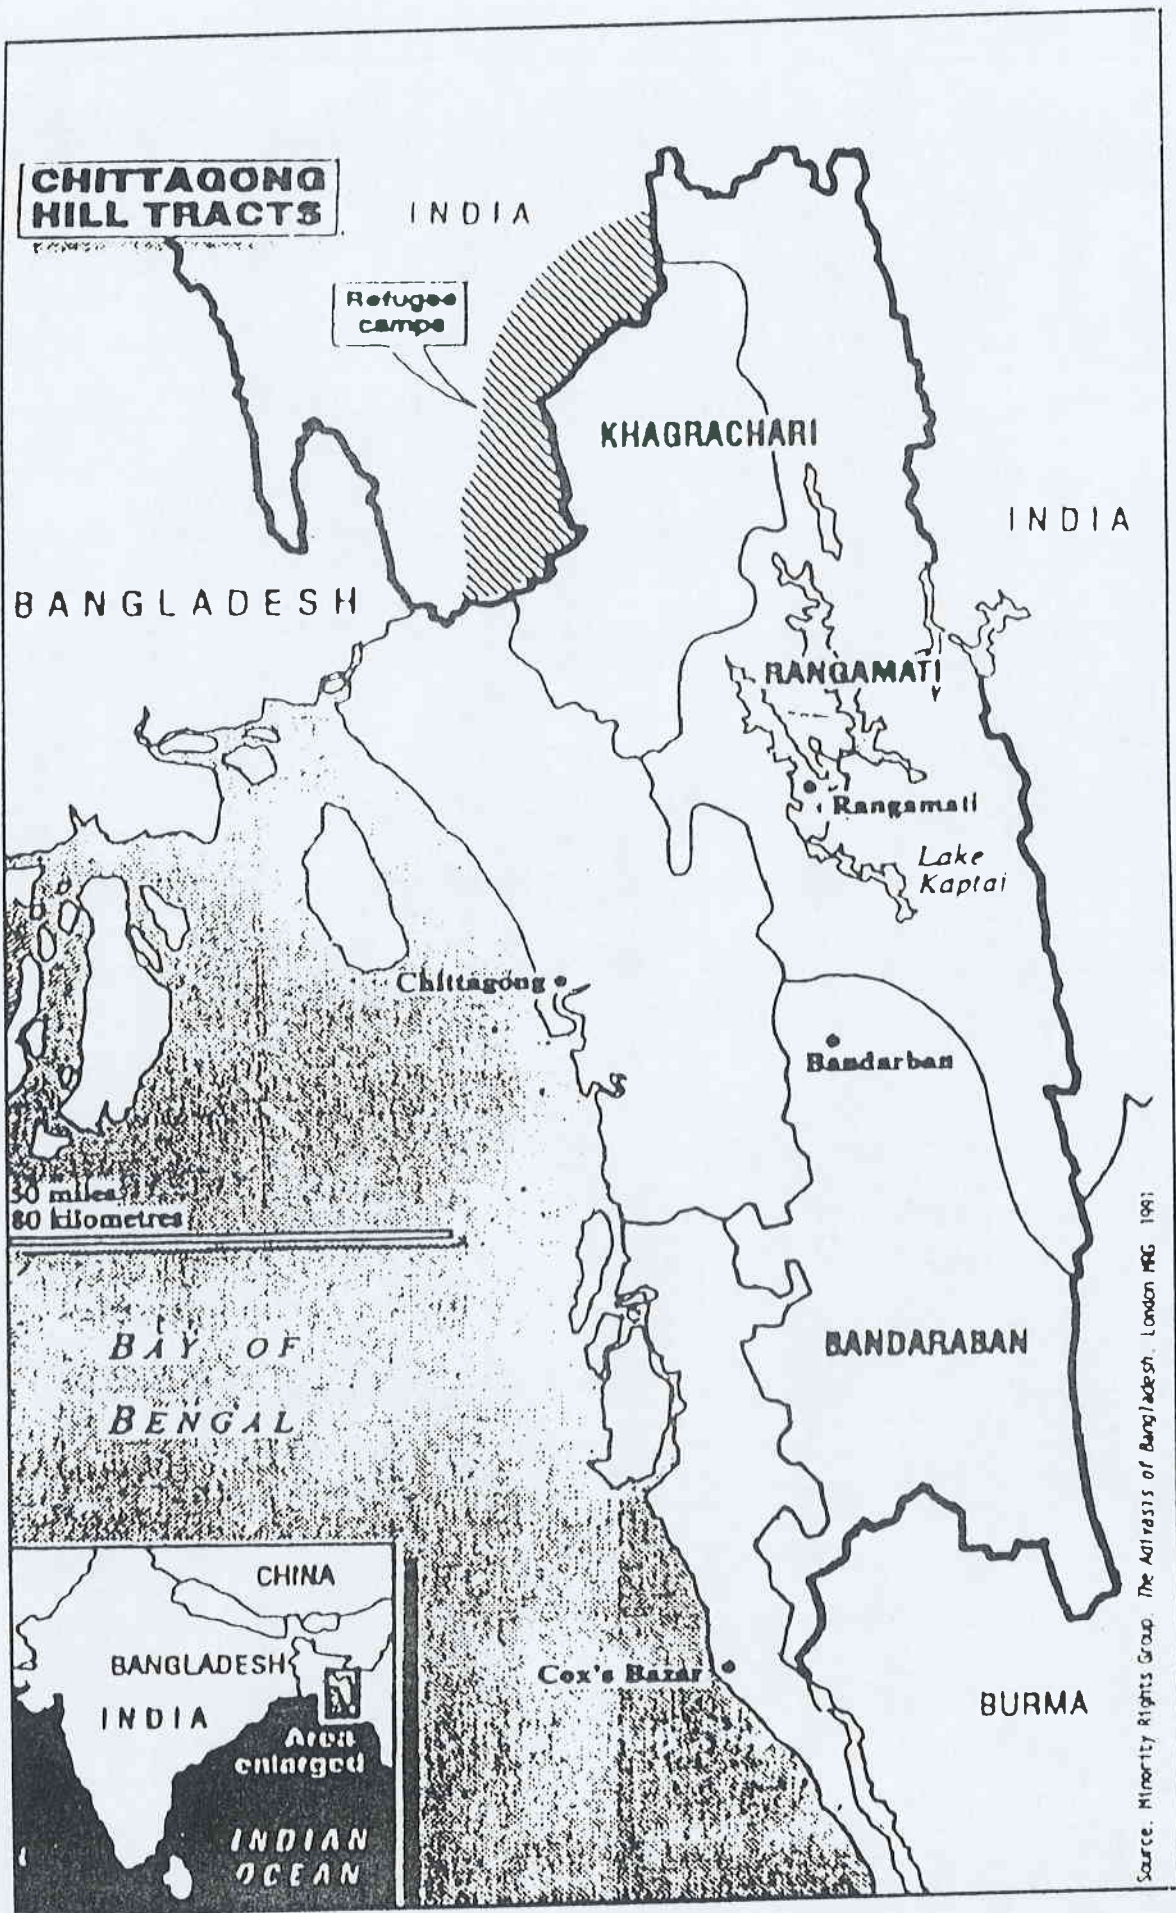 CHITTAGONG
HILL TRACTS
INDIA
Refugee
camps
KHAGRACHARI
INDIA
BANGLADESH
RANGAMATI
Rangamati
Lake
Kaptai
Chittagong
Bandarban
50 miles
80 kilometres
BAY OF
BENGAL
BANDARABAN
CHINA
BANGLADESH
INDIA
Area
enlarged
INDIAN
OCEAN
Cox's Bazar
BURMA
Source. Minority Rights Group. The Adivasis of Bangladesh. London MRG 1991